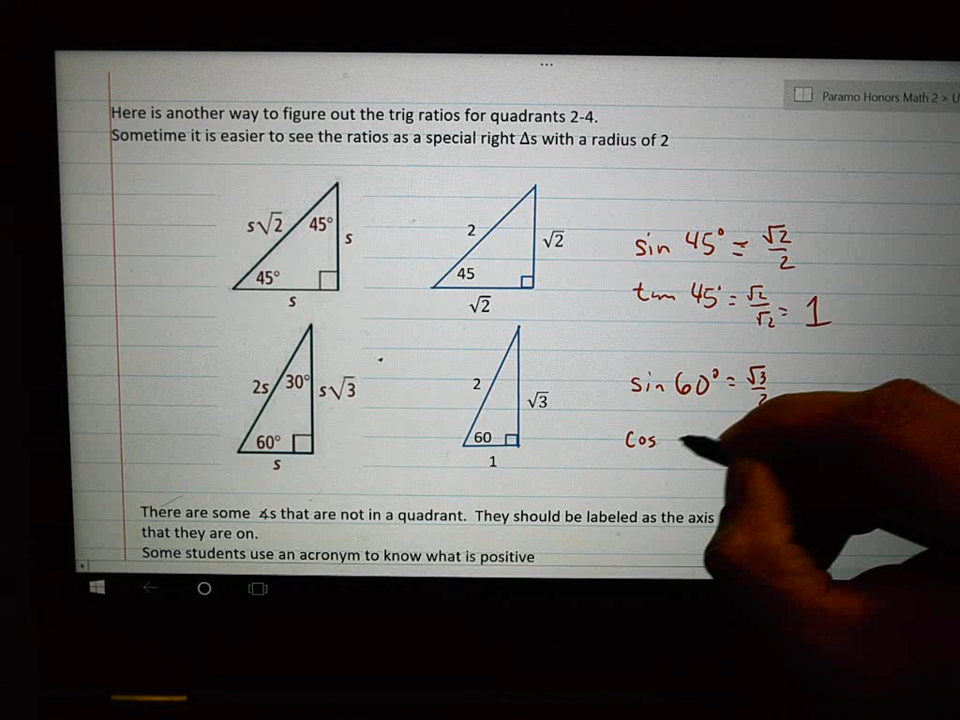 ...
Paramo Honors Math 2 > U
Here is another way to figure out the trig ratios for quadrants 2-4.
Sometime it is easier to see the ratios as a special right Δs with a radius of 2
s√2 45° s
45°
s
2 √2
45
√2
sin 45° = √2/2
tan 45° = √2/√2 = 1
2s 30° s√3
60°
s
2 √3
60
1
sin 60° = √3/2
cos
There are some ∡s that are not in a quadrant. They should be labeled as the axis
that they are on.
Some students use an acronym to know what is positive